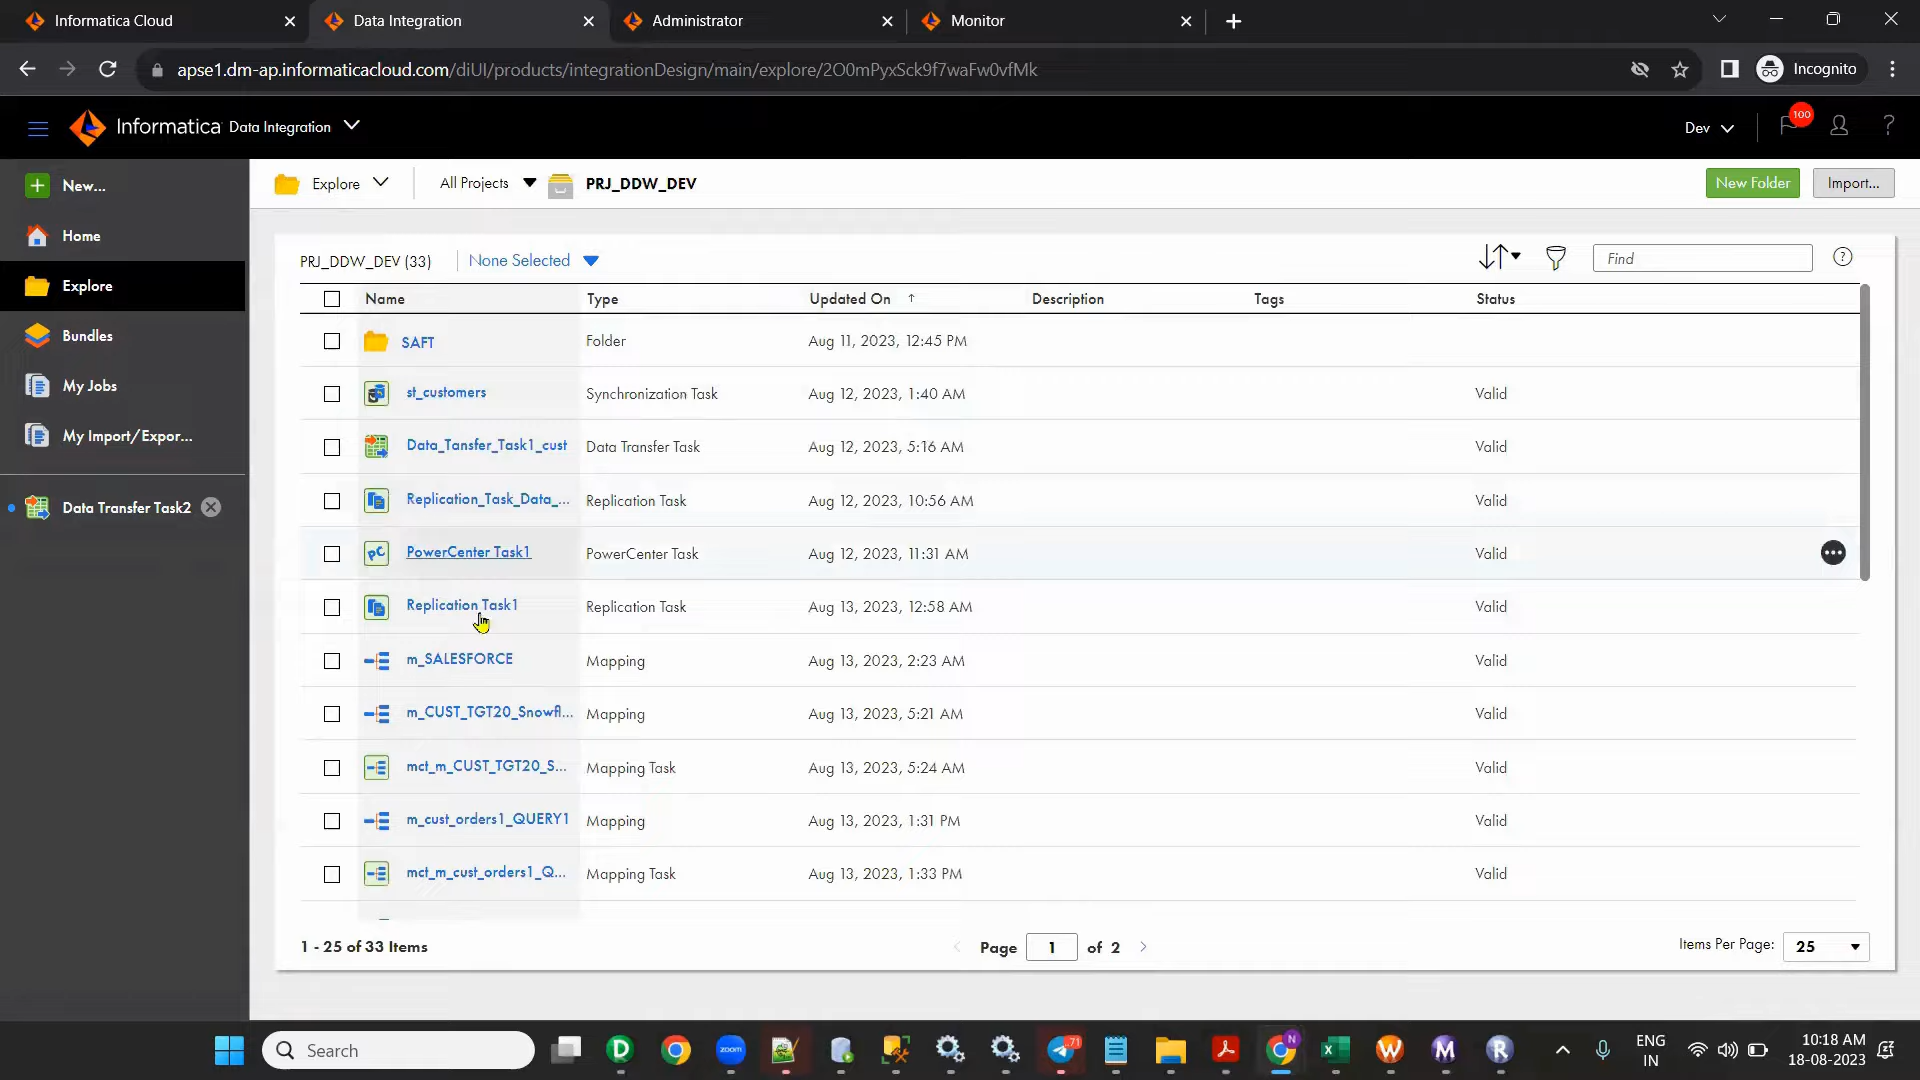 Informatica Cloud
Data Integration
Administrator
Monitor
apse1.dm-ap.informaticacloud.com/diUI/products/integrationDesign/main/explore/2O0mPyxSck9f7waFw0vfMk
Incognito
Informatica Data Integration
Dev
100
?
New...
Home
Explore
Bundles
My Jobs
My Import/Expor...
Data Transfer Task2
Explore
All Projects
PRJ_DDW_DEV
New Folder
Import...
PRJ_DDW_DEV (33)
None Selected
Find
?
Name Type Updated On ↑ Description Tags Status
SAFT Folder Aug 11, 2023, 12:45 PM
st_customers Synchronization Task Aug 12, 2023, 1:40 AM Valid
Data_Tansfer_Task1_cust Data Transfer Task Aug 12, 2023, 5:16 AM Valid
Replication_Task_Data_... Replication Task Aug 12, 2023, 10:56 AM Valid
PC PowerCenter Task1 PowerCenter Task Aug 12, 2023, 11:31 AM Valid
Replication Task1 Replication Task Aug 13, 2023, 12:58 AM Valid
m_SALESFORCE Mapping Aug 13, 2023, 2:23 AM Valid
m_CUST_TGT20_Snowfl... Mapping Aug 13, 2023, 5:21 AM Valid
mct_m_CUST_TGT20_S... Mapping Task Aug 13, 2023, 5:24 AM Valid
m_cust_orders1_QUERY1 Mapping Aug 13, 2023, 1:31 PM Valid
mct_m_cust_orders1_Q... Mapping Task Aug 13, 2023, 1:33 PM Valid
1 - 25 of 33 Items
Page 1 of 2
Items Per Page: 25
Search
zoom
71
N
ENG
IN
10:18 AM
18-08-2023